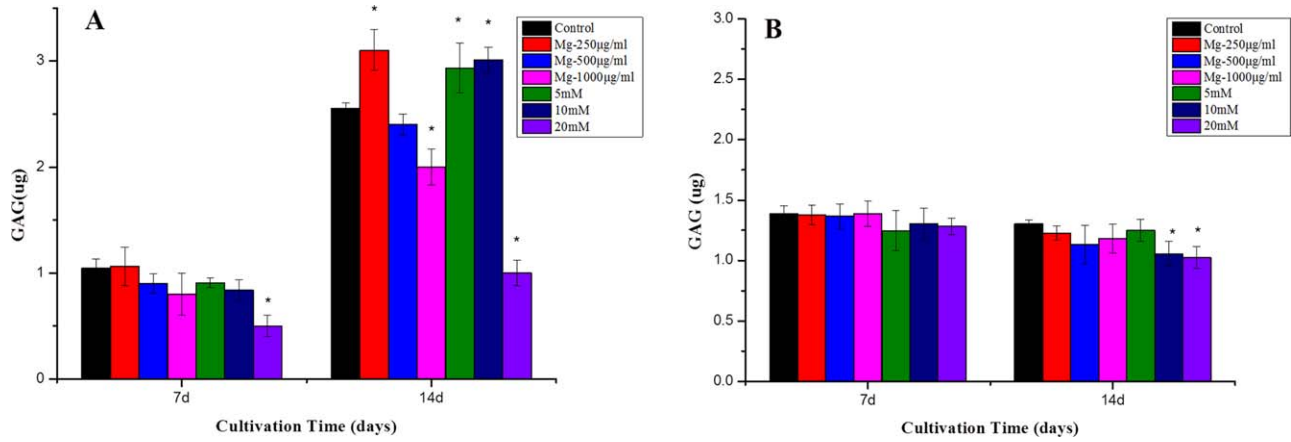 A
*
*
*
*
*
*
Control
Mg-250μg/ml
Mg-500μg/ml
Mg-1000μg/ml
5mM
10mM
20mM
3
2
1
0
GAG(ug)
7d
14d
Cultivation Time (days)
B
Control
Mg-250μg/ml
Mg-500μg/ml
Mg-1000μg/ml
5mM
10mM
20mM
3.0
2.5
2.0
1.5
1.0
0.5
0.0
GAG (ug)
*
*
7d
14d
Cultivation Time (days)